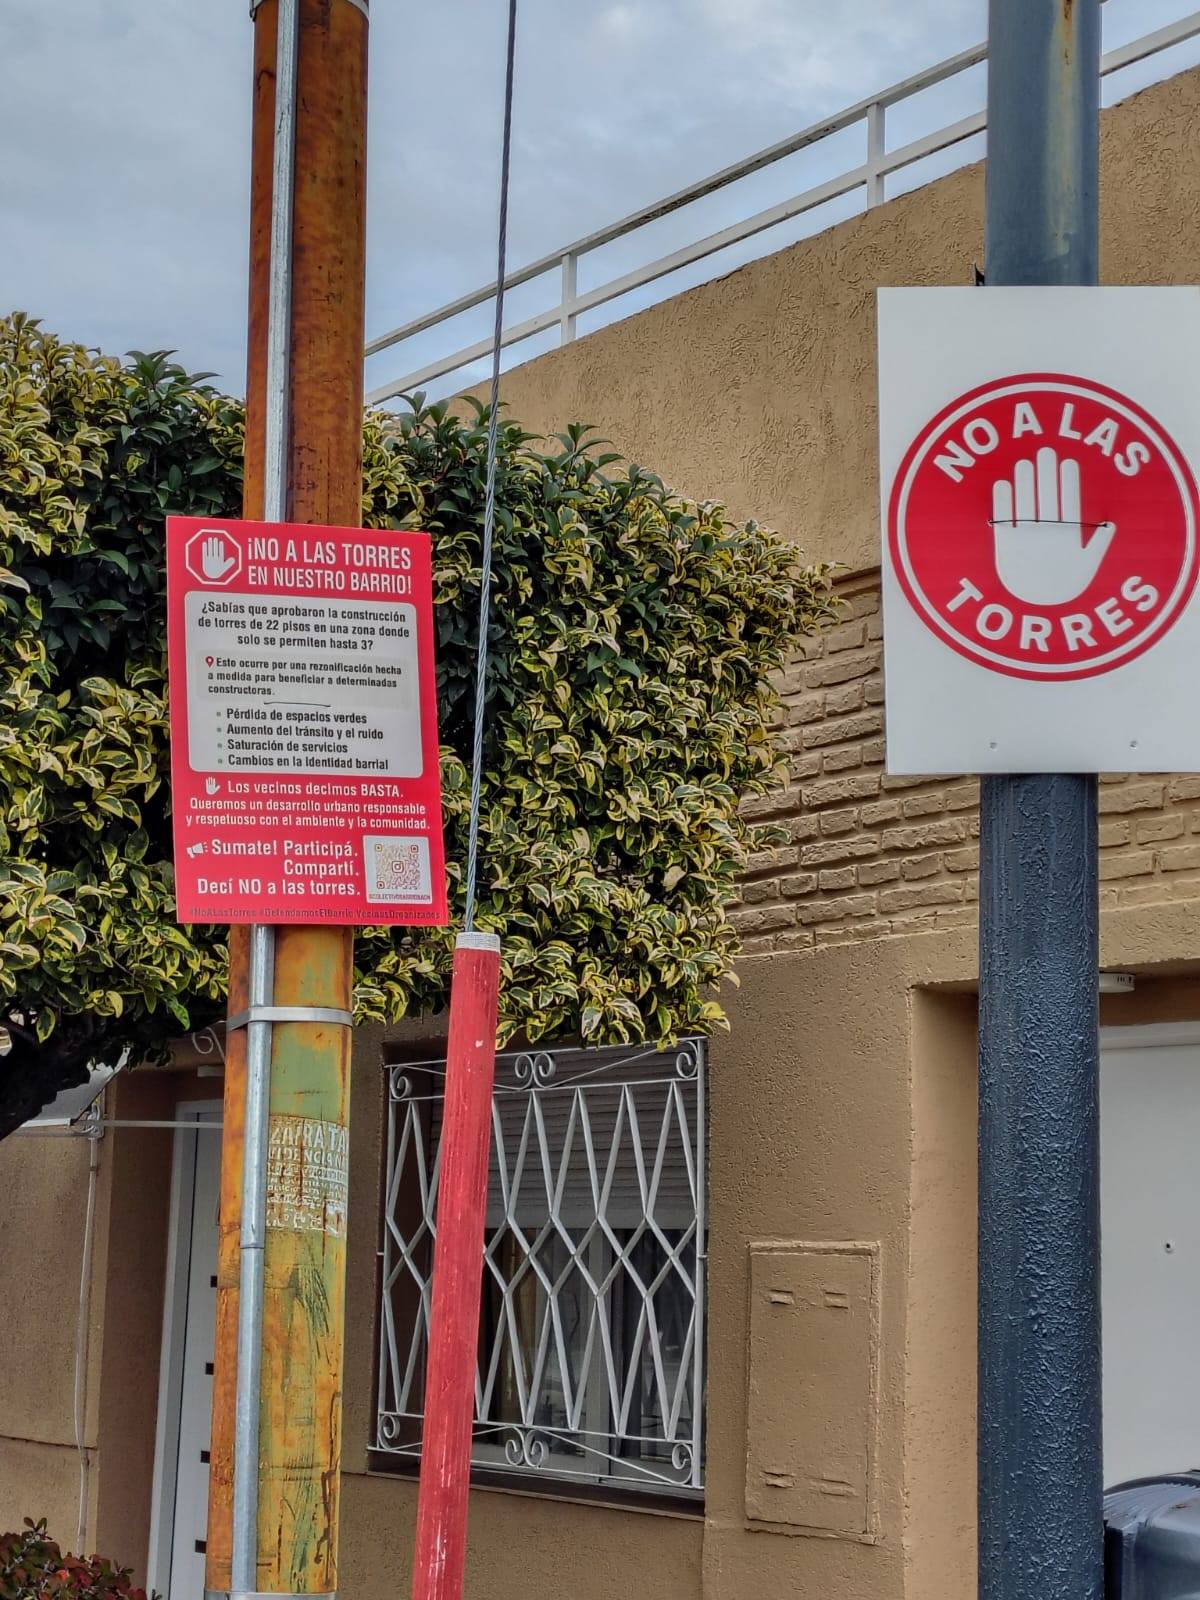 ¡NO A LAS TORRES
EN NUESTRO BARRIO!
¿Sabías que aprobaron la construcción
de torres de 22 pisos en una zona donde
solo se permiten hasta 3?
Esto ocurre por una rezonificación hecha
a medida para beneficiar a determinadas
constructoras.
• Pérdida de espacios verdes
• Aumento del tránsito y el ruido
• Saturación de servicios
• Cambios en la identidad barrial
Los vecinos decimos BASTA.
Queremos un desarrollo urbano responsable
y respetuoso con el ambiente y la comunidad.
Sumate! Participá.
Compartí.
Decí NO a las torres.
#NoALasTorres #DefendamosElBarrio VecinosOrganizados
NO A LAS
TORRES